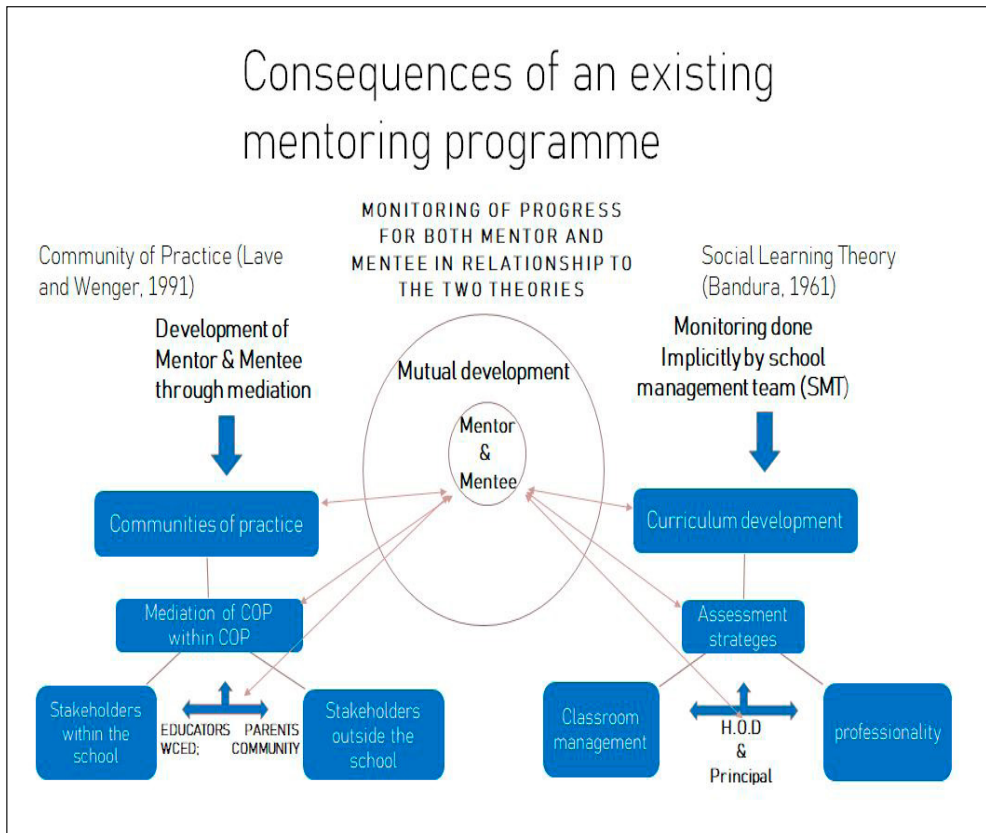 Consequences of an existing
mentoring programme
MONITORING OF PROGRESS
FOR BOTH MENTOR AND
MENTEE IN RELATIONSHIP TO
THE TWO THEORIES
Community of Practice (Lave
and Wenger, 1991)
Development of
Mentor & Mentee
through mediation
Social Learning Theory
(Bandura, 1961)
Monitoring done
Implicitly by school
management team (SMT)
Mutual development
Mentor
&
Mentee
Communities of practice
Mediation of COP
within COP
Stakeholders
within the
school
EDUCATORS PARENTS
WCED; COMMUNITY
Stakeholders
outside the
school
Curriculum development
Assessment
strateges
Classroom
management
H.O.D
&
Principal
professionality